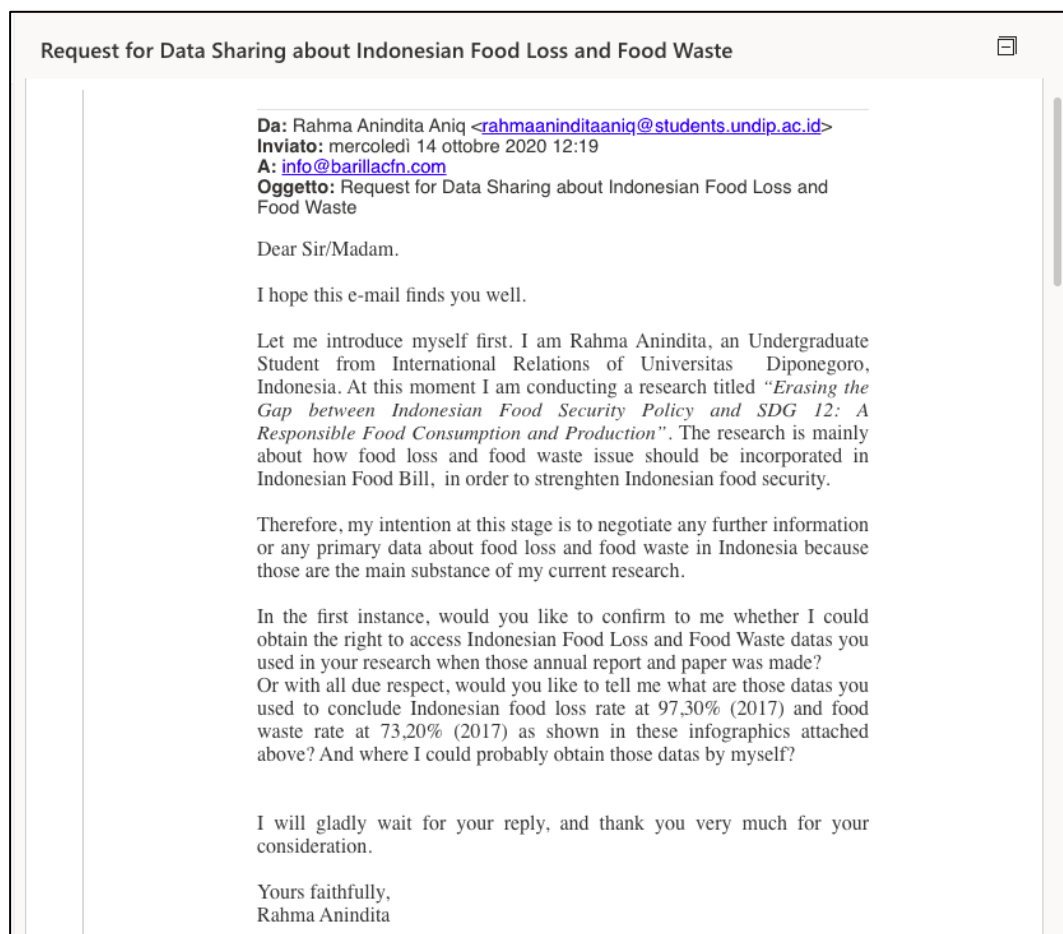 Request for Data Sharing about Indonesian Food Loss and Food Waste
Da: Rahma Anindita Aniq <rahmaaninditaaniq@students.undip.ac.id>
Inviato: mercoledì 14 ottobre 2020 12:19
A: info@barillacfn.com
Oggetto: Request for Data Sharing about Indonesian Food Loss and
Food Waste
Dear Sir/Madam.
I hope this e-mail finds you well.
Let me introduce myself first. I am Rahma Anindita, an Undergraduate
Student from International Relations of Universitas Diponegoro,
Indonesia. At this moment I am conducting a research titled “Erasing the
Gap between Indonesian Food Security Policy and SDG 12: A
Responsible Food Consumption and Production”. The research is mainly
about how food loss and food waste issue should be incorporated in
Indonesian Food Bill, in order to strenghten Indonesian food security.
Therefore, my intention at this stage is to negotiate any further information
or any primary data about food loss and food waste in Indonesia because
those are the main substance of my current research.
In the first instance, would you like to confirm to me whether I could
obtain the right to access Indonesian Food Loss and Food Waste datas you
used in your research when those annual report and paper was made?
Or with all due respect, would you like to tell me what are those datas you
used to conclude Indonesian food loss rate at 97,30% (2017) and food
waste rate at 73,20% (2017) as shown in these infographics attached
above? And where I could probably obtain those datas by myself?
I will gladly wait for your reply, and thank you very much for your
consideration.
Yours faithfully,
Rahma Anindita